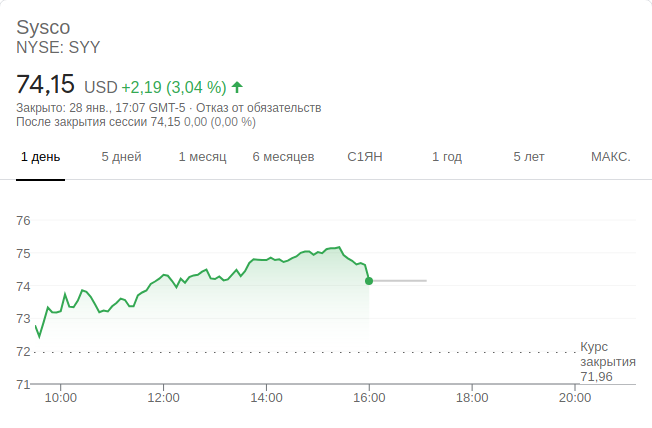 Sysco
NYSE: SYY
74,15 USD +2,19 (3,04 %)
Закрыто: 28 янв., 17:07 GMT-5 · Отказ от обязательств
После закрытия сессии 74,15 0,00 (0,00 %)
1 день 5 дней 1 месяц 6 месяцев С1ЯН 1 год 5 лет МАКС.
76
75
74
73
72
Курс
закрытия
71,96
71
10:00 12:00 14:00 16:00 18:00 20:00